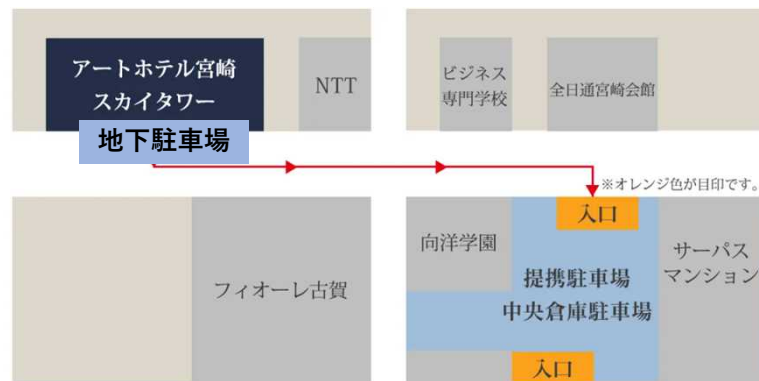 アートホテル宮崎
スカイタワー
地下駐車場
NTT
ビジネス
専門学校
全日通宮崎会館
※オレンジ色が目印です。
フィオーレ古賀
向洋学園
入口
提携駐車場
中央倉庫駐車場
サーパス
マンション
入口